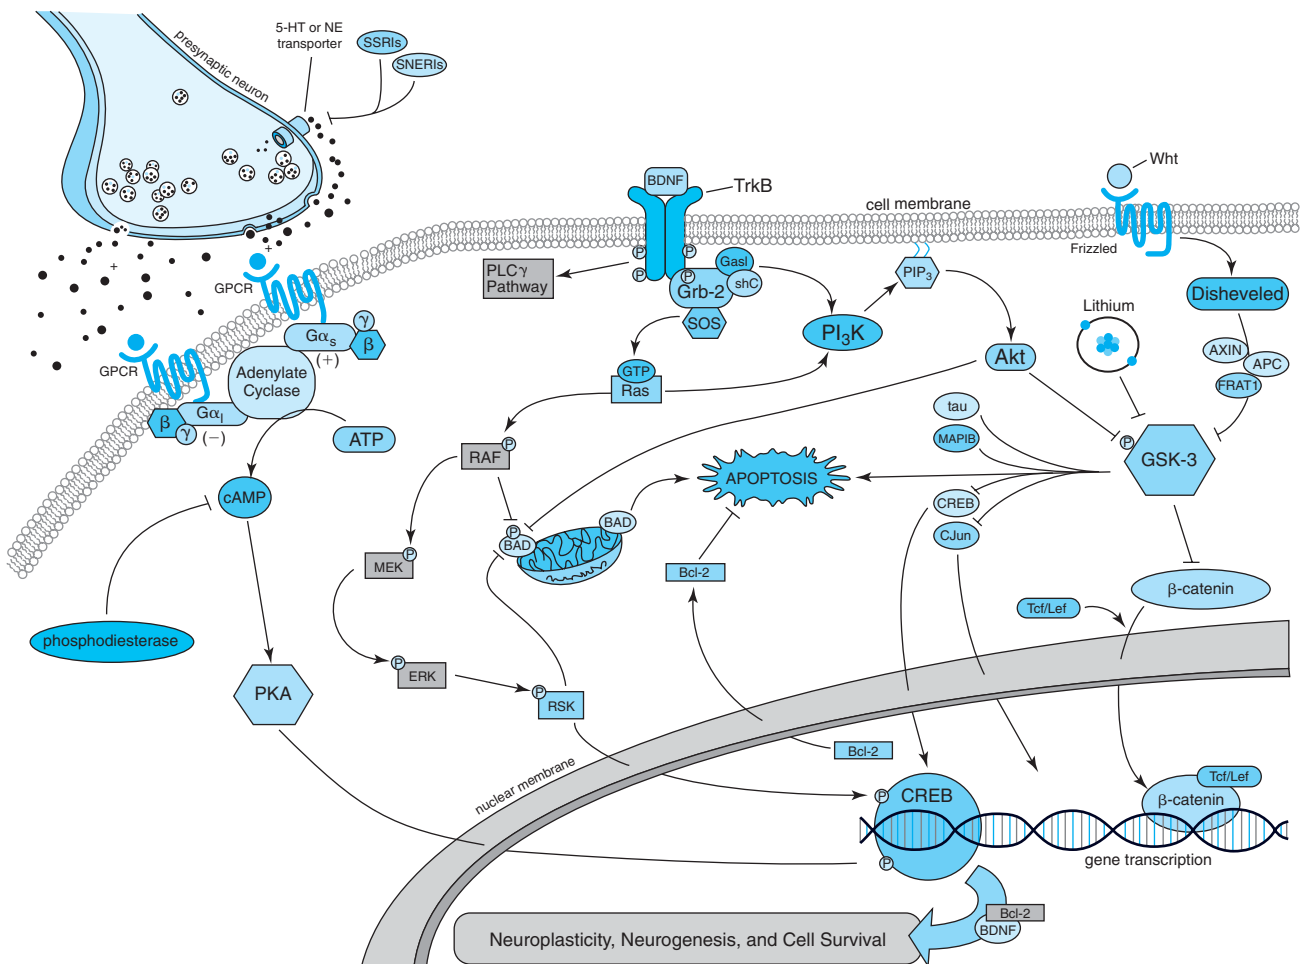 5-HT or NE
transporter
SSRIs
SNERIs
presynaptic neuron
+
+
GPCR
GPCR
Gα s
(+)
γ
β
Adenylate
Cyclase
β
γ
Gα I
(−)
ATP
cAMP
phosphodiesterase
PKA
BDNF
TrkB
P
P
P
P
PLCγ
Pathway
Grb-2
Gasl
shC
SOS
GTP
Ras
PI3K
PIP3
cell membrane
Akt
Wht
Frizzled
Disheveled
Lithium
AXIN
APC
FRAT1
P
GSK-3
tau
MAPIB
CREB
CJun
APOPTOSIS
RAF
P
MEK
P
P
ERK
P
RSK
P
BAD
BAD
Bcl-2
β-catenin
Tcf/Lef
nuclear membrane
Bcl-2
P
CREB
P
Tcf/Lef
β-catenin
gene transcription
Bcl-2
BDNF
Neuroplasticity, Neurogenesis, and Cell Survival